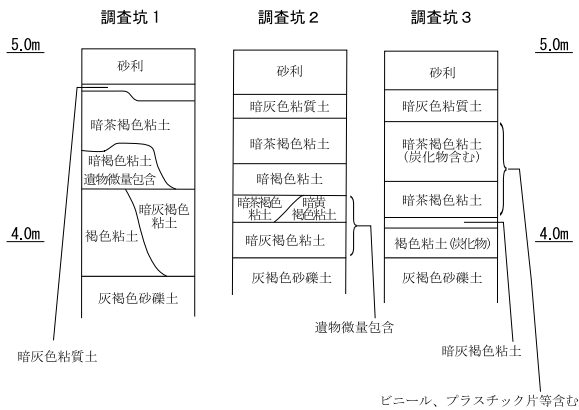 調査坑1
調査坑2
調査坑3
5.0m
5.0m
4.0m
4.0m
砂利
暗茶褐色粘土
暗褐色粘土
遺物微量包含
暗灰褐色
粘土
褐色粘土
灰褐色砂礫土
暗灰色粘質土
砂利
暗灰色粘質土
暗茶褐色粘土
暗褐色粘土
暗茶褐色
粘土
暗黄
褐色粘土
暗灰褐色粘土
灰褐色砂礫土
遺物微量包含
砂利
暗灰色粘質土
暗茶褐色粘土
(炭化物含む)
暗茶褐色粘土
褐色粘土(炭化物)
灰褐色砂礫土
暗灰褐色粘土
ビニール、プラスチック片等含む